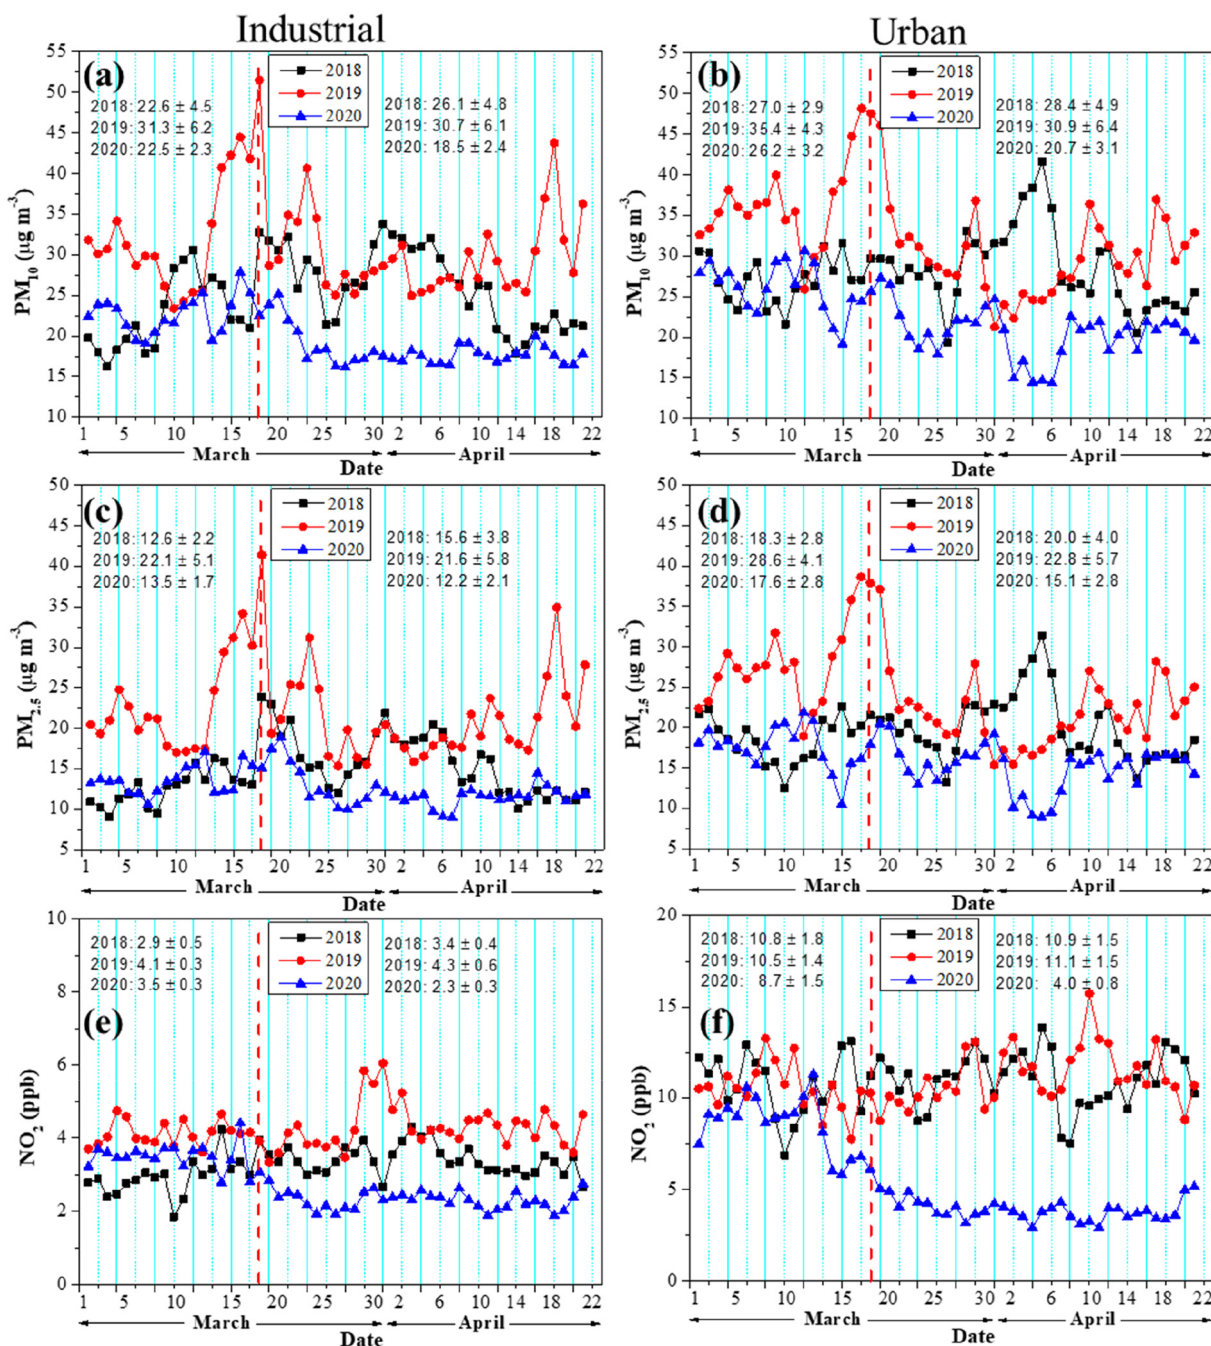 Industrial
Urban
(a)
2018
2019
2020
2018: 22.6 ± 4.5
2019: 31.3 ± 6.2
2020: 22.5 ± 2.3
2018: 26.1 ± 4.8
2019: 30.7 ± 6.1
2020: 18.5 ± 2.4
PM10 (µg m-3)
55
50
45
40
35
30
25
20
15
10
1 5 10 15 20 25 30 2 6 10 14 18 22
March
April
Date
(b)
2018
2019
2020
2018: 27.0 ± 2.9
2019: 35.4 ± 4.3
2020: 26.2 ± 3.2
2018: 28.4 ± 4.9
2019: 30.9 ± 6.4
2020: 20.7 ± 3.1
PM10 (µg m-3)
55
50
45
40
35
30
25
20
15
10
1 5 10 15 20 25 30 2 6 10 14 18 22
March
April
Date
(c)
2018
2019
2020
2018: 12.6 ± 2.2
2019: 22.1 ± 5.1
2020: 13.5 ± 1.7
2018: 15.6 ± 3.8
2019: 21.6 ± 5.8
2020: 12.2 ± 2.1
PM2.5 (µg m-3)
50
45
40
35
30
25
20
15
10
5
1 5 10 15 20 25 30 2 6 10 14 18 22
March
April
Date
(d)
2018
2019
2020
2018: 18.3 ± 2.8
2019: 28.6 ± 4.1
2020: 17.6 ± 2.8
2018: 20.0 ± 4.0
2019: 22.8 ± 5.7
2020: 15.1 ± 2.8
PM2.5 (µg m-3)
50
45
40
35
30
25
20
15
10
5
1 5 10 15 20 25 30 2 6 10 14 18 22
March
April
Date
(e)
2018
2019
2020
2018: 2.9 ± 0.5
2019: 4.1 ± 0.3
2020: 3.5 ± 0.3
2018: 3.4 ± 0.4
2019: 4.3 ± 0.6
2020: 2.3 ± 0.3
NO2 (ppb)
10
8
6
4
2
0
1 5 10 15 20 25 30 2 6 10 14 18 22
March
April
Date
(f)
2018
2019
2020
2018: 10.8 ± 1.8
2019: 10.5 ± 1.4
2020: 8.7 ± 1.5
2018: 10.9 ± 1.5
2019: 11.1 ± 1.5
2020: 4.0 ± 0.8
NO2 (ppb)
20
15
10
5
0
1 5 10 15 20 25 30 2 6 10 14 18 22
March
April
Date